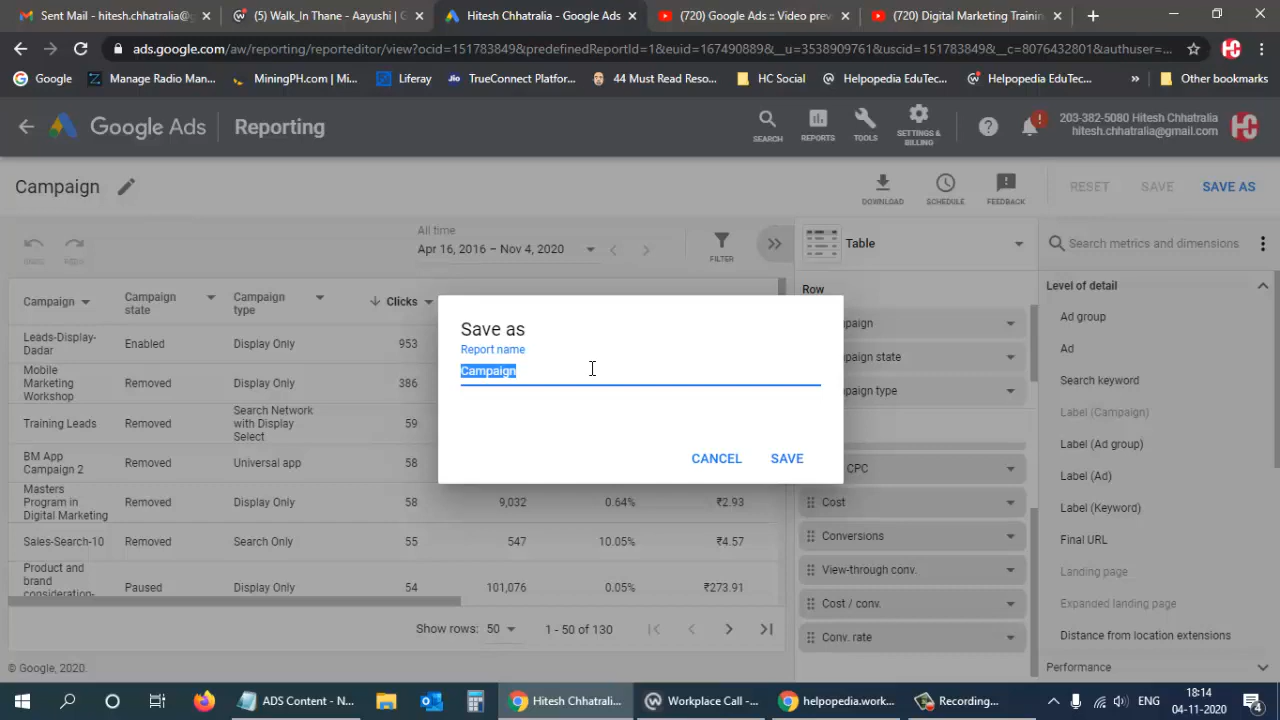 Sent Mail - hitesh.chhatralia@g
(5) Walk_In Thane - Aayushi | G
Hitesh Chhatralia - Google Ads
(720) Google Ads :: Video prev
(720) Digital Marketing Training
ads.google.com/aw/reporting/reporteditor/view?ocid=151783849&predefinedReportId=1&euid=167490889&__u=3538909761&uscid=151783849&__c=8076432801&authuser=...
Google
Manage Radio Man...
MiningPH.com | Mi...
Liferay
TrueConnect Platfor...
44 Must Read Reso...
HC Social
Helpopedia EduTec...
Helpopedia EduTec...
»
Other bookmarks
Google Ads
Reporting
SEARCH
REPORTS
TOOLS
SETTINGS & BILLING
203-382-5080 Hitesh Chhatralia
hitesh.chhatralia@gmail.com
HC
Campaign
DOWNLOAD
SCHEDULE
FEEDBACK
RESET
SAVE
SAVE AS
UNDO
REDO
All time
Apr 16, 2016 – Nov 4, 2020
FILTER
Table
Search metrics and dimensions
Row
Campaign
Campaign state
Campaign type
Clicks
Leads-Display-Dadar
Enabled
Display Only
953
Mobile Marketing Workshop
Removed
Display Only
386
Training Leads
Removed
Search Network with Display Select
59
BM App Campaign 2
Removed
Universal app
58
Masters Program in Digital Marketing
Removed
Display Only
58
9,032
0.64%
₹2.93
Sales-Search-10
Removed
Search Only
55
547
10.05%
₹4.57
Product and brand consideration-
Paused
Display Only
54
101,076
0.05%
₹273.91
Save as
Report name
Campaign
CANCEL
SAVE
paign
paign state
paign type
CPC
Cost
Conversions
View-through conv.
Cost / conv.
Conv. rate
Level of detail
Ad group
Ad
Search keyword
Label (Campaign)
Label (Ad group)
Label (Ad)
Label (Keyword)
Final URL
Landing page
Expanded landing page
Distance from location extensions
Performance
Show rows: 50
1 - 50 of 130
© Google, 2020.
ADS Content - N...
Hitesh Chhatralia...
Workplace Call -...
helpopedia.work...
Recording...
ENG
18:14
04-11-2020
4